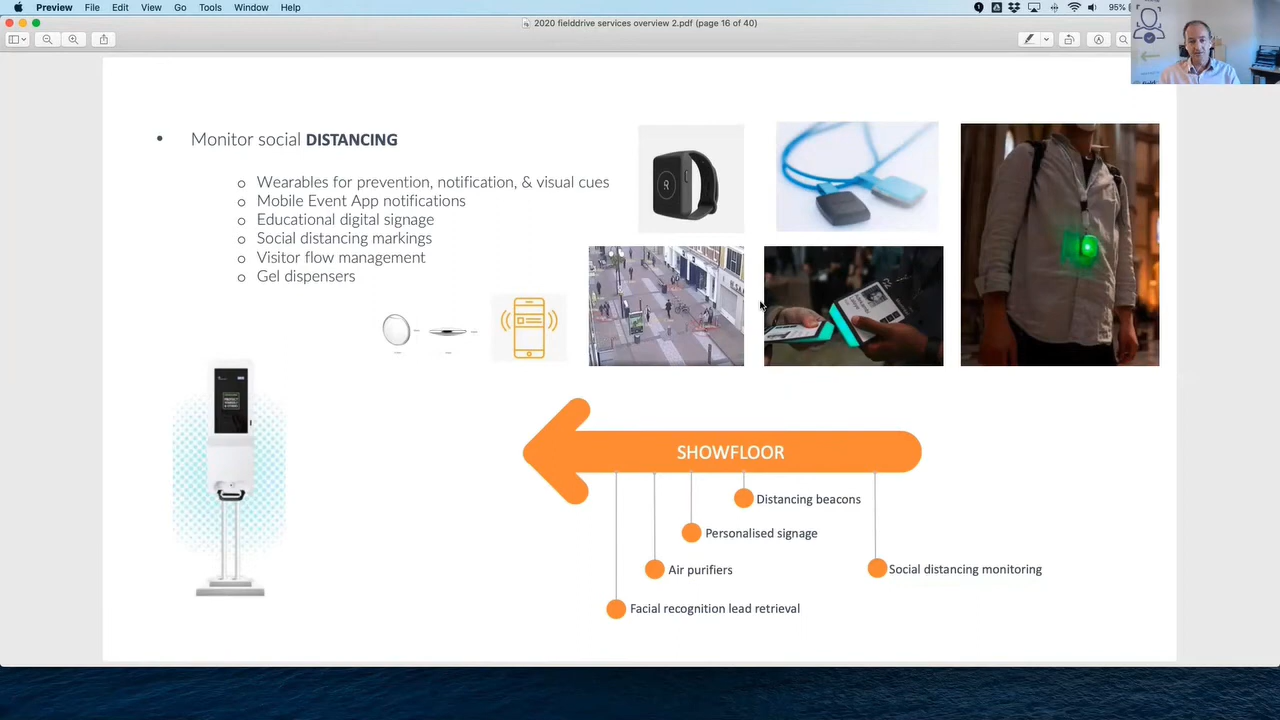 Preview File Edit View Go Tools Window Help
95%
2020 fielddrive services overview 2.pdf (page 16 of 40)
• Monitor social DISTANCING
o Wearables for prevention, notification, & visual cues
o Mobile Event App notifications
o Educational digital signage
o Social distancing markings
o Visitor flow management
o Gel dispensers
SHOWFLOOR
Distancing beacons
Personalised signage
Social distancing monitoring
Air purifiers
Facial recognition lead retrieval